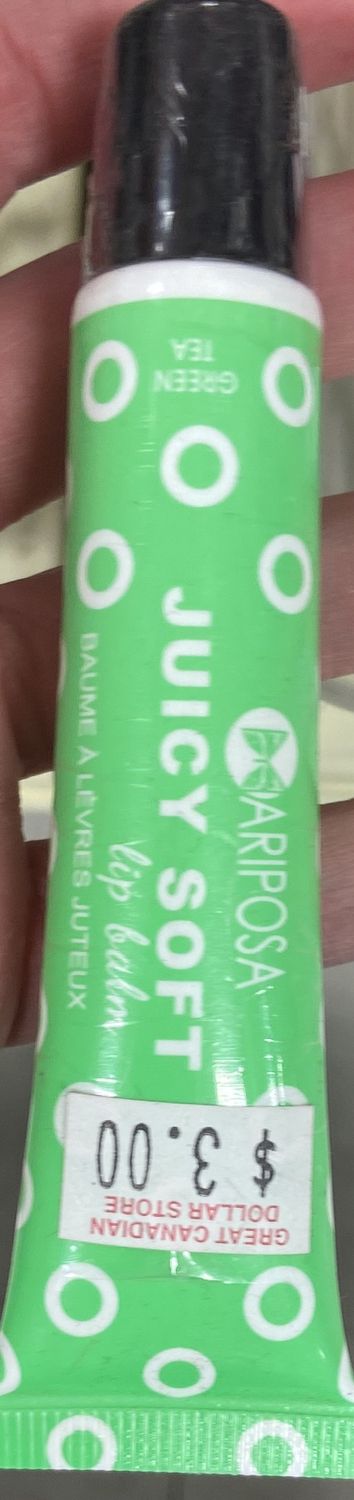 MARIPOSA
JUICY SOFT
lip balm
BAUME À LÈVRES JUTEUX
GREEN
TEA
GREAT CANADIAN
DOLLAR STORE
$ 3.00